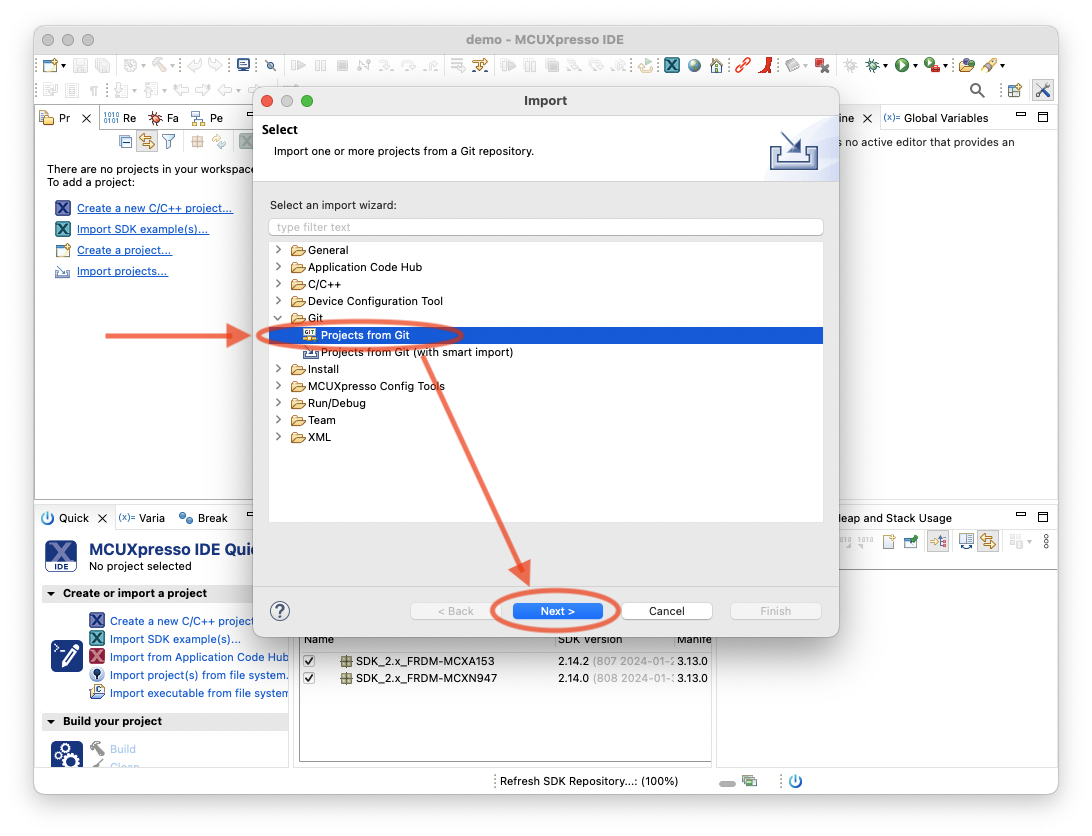 demo - MCUXpresso IDE
Pr
Re
Fa
Pe
There are no projects in your workspace
To add a project:
Create a new C/C++ project...
Import SDK example(s)...
Create a project...
Import projects...
ine
(x)= Global Variables
s no active editor that provides an
Import
Select
Import one or more projects from a Git repository.
Select an import wizard:
type filter text
General
Application Code Hub
C/C++
Device Configuration Tool
Git
GIT
Projects from Git
Projects from Git (with smart import)
Install
MCUXpresso Config Tools
Run/Debug
Team
XML
?
< Back
Next >
Cancel
Finish
Quick
(x)= Varia
Break
IDE
MCUXpresso IDE Quic
No project selected
Create or import a project
Create a new C/C++ project
Import SDK example(s)...
Import from Application Code Hub
Import project(s) from file system.
Import executable from file system
Build your project
Build
Clean
Name
SDK Version
Manife
SDK_2.x_FRDM-MCXA153
2.14.2 (807 2024-01-2
3.13.0
SDK_2.x_FRDM-MCXN947
2.14.0 (808 2024-01-
3.13.0
eap and Stack Usage
Refresh SDK Repository...: (100%)